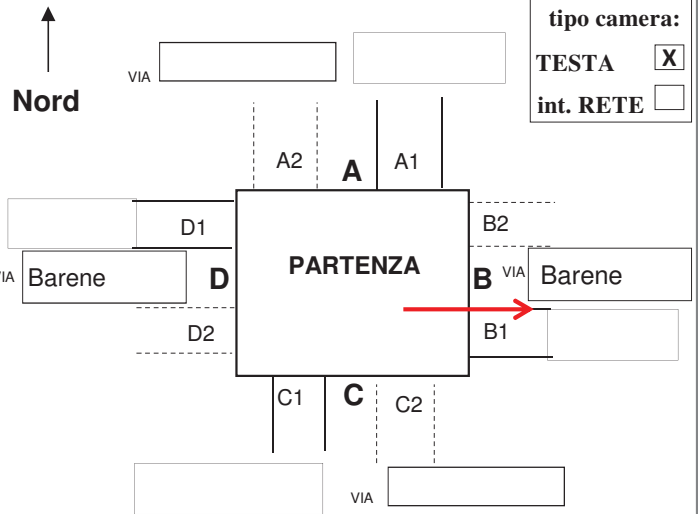 tipo camera:
TESTA X
int. RETE
Nord
VIA
A2 A A1
D1 B2
PARTENZA
VIA Barene D B VIA Barene
D2 B1
C1 C C2
VIA